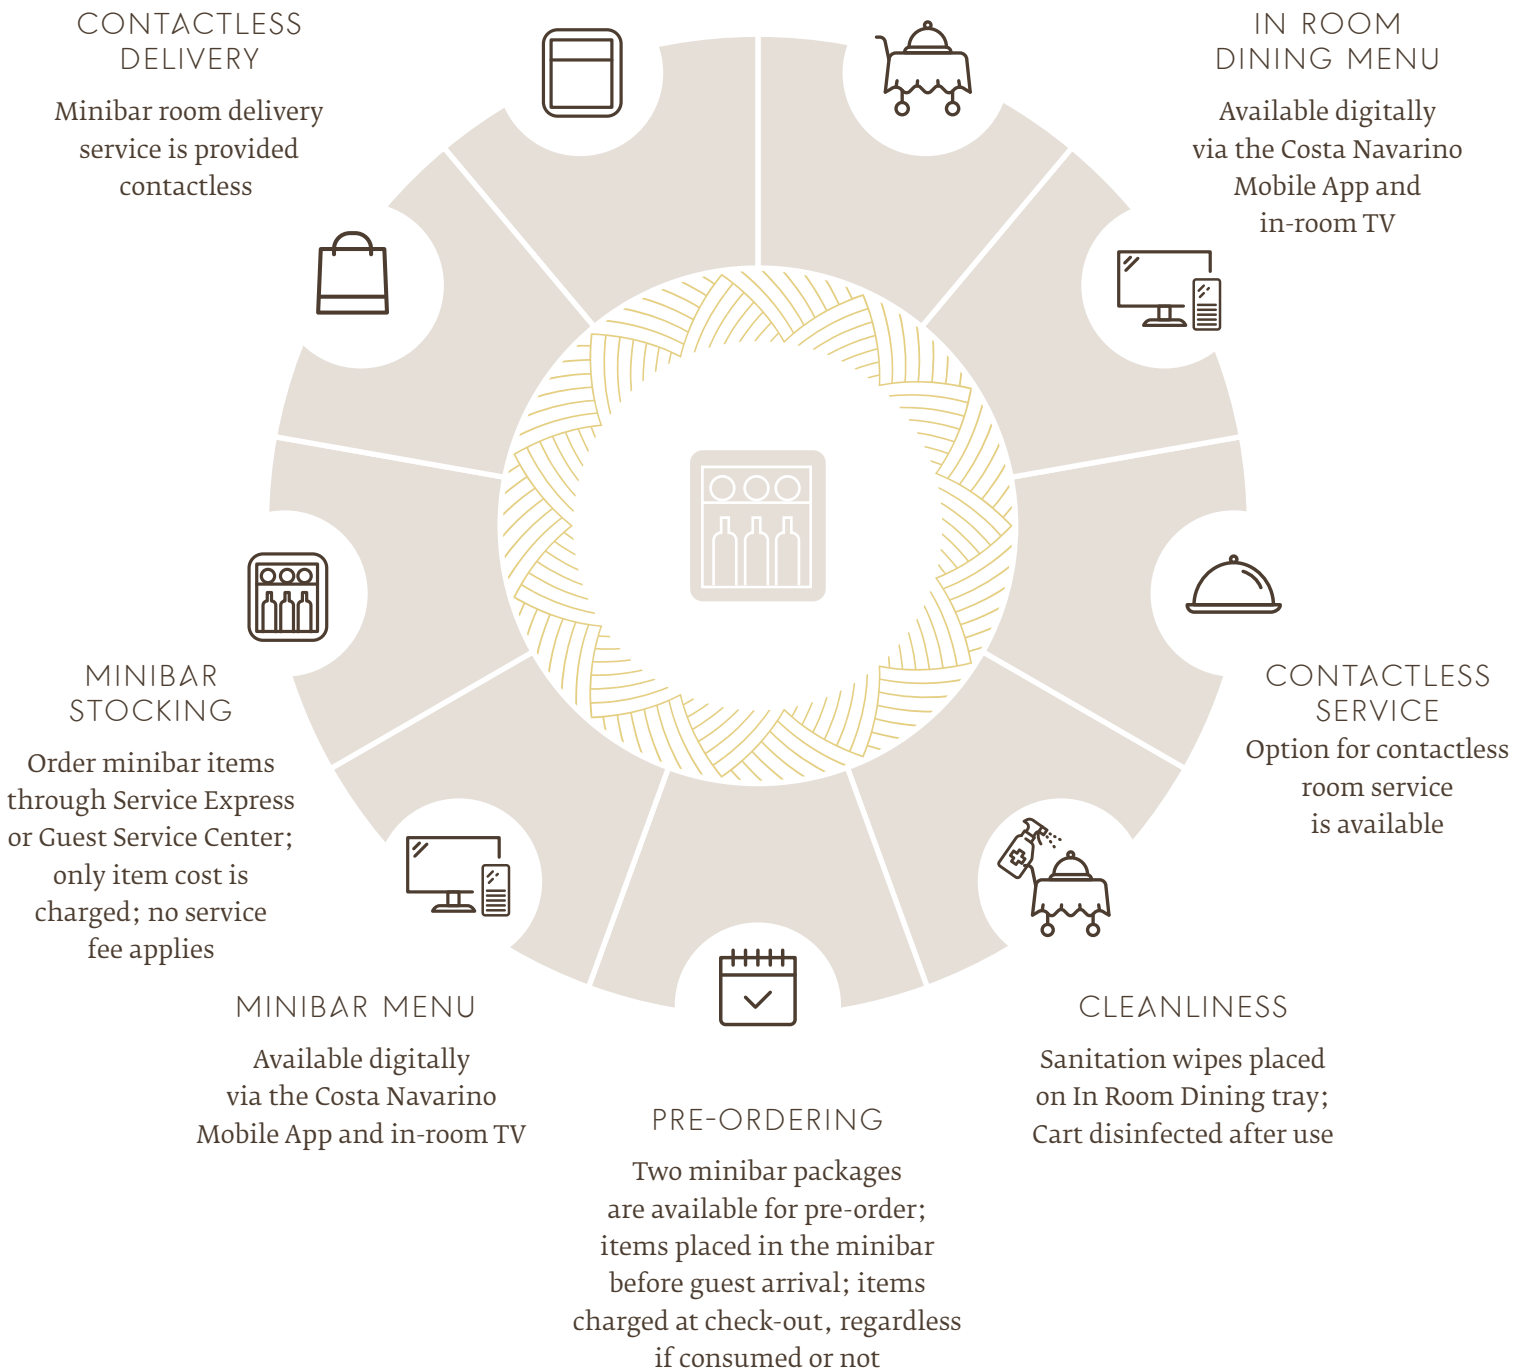 CONTACTLESS
DELIVERY
Minibar room delivery
service is provided
contactless
IN ROOM
DINING MENU
Available digitally
via the Costa Navarino
Mobile App and
in-room TV
MINIBAR
STOCKING
Order minibar items
through Service Express
or Guest Service Center;
only item cost is
charged; no service
fee applies
CONTACTLESS
SERVICE
Option for contactless
room service
is available
MINIBAR MENU
Available digitally
via the Costa Navarino
Mobile App and in-room TV
PRE-ORDERING
Two minibar packages
are available for pre-order;
items placed in the minibar
before guest arrival; items
charged at check-out, regardless
if consumed or not
CLEANLINESS
Sanitation wipes placed
on In Room Dining tray;
Cart disinfected after use